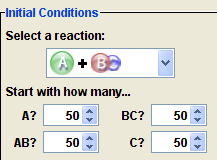 Initial Conditions
Select a reaction:
A + BC
Start with how many...
A? 50 BC? 50
AB? 50 C? 50